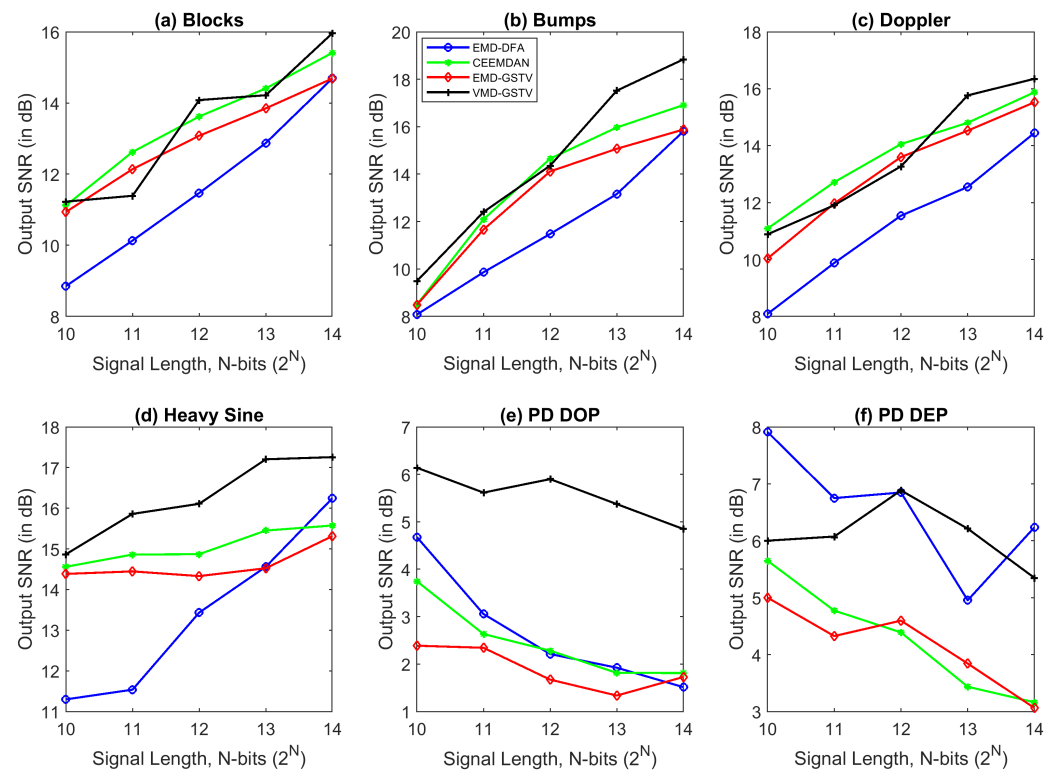 (a) Blocks
Output SNR (in dB)
16
14
12
10
8
10 11 12 13 14
Signal Length, N-bits (2^N)
(b) Bumps
Output SNR (in dB)
20
18
16
14
12
10
8
10 11 12 13 14
Signal Length, N-bits (2^N)
EMD-DFA
CEEMDAN
EMD-GSTV
VMD-GSTV
(c) Doppler
Output SNR (in dB)
18
16
14
12
10
8
10 11 12 13 14
Signal Length, N-bits (2^N)
(d) Heavy Sine
Output SNR (in dB)
18
17
16
15
14
13
12
11
10 11 12 13 14
Signal Length, N-bits (2^N)
(e) PD DOP
Output SNR (in dB)
7
6
5
4
3
2
1
10 11 12 13 14
Signal Length, N-bits (2^N)
(f) PD DEP
Output SNR (in dB)
8
7
6
5
4
3
10 11 12 13 14
Signal Length, N-bits (2^N)